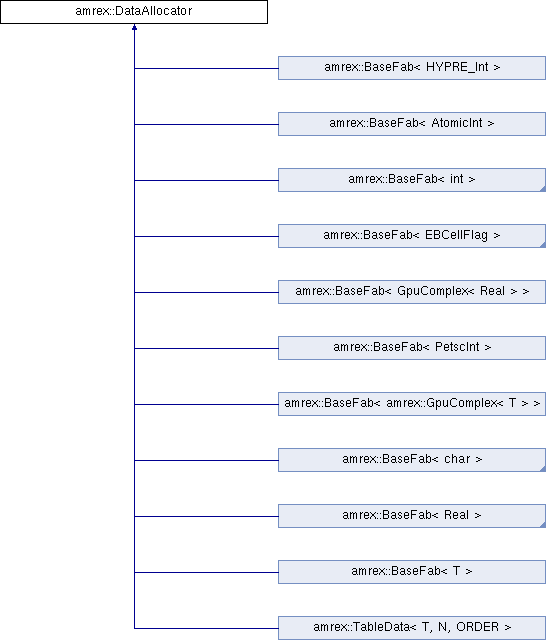 amrex::DataAllocator
amrex::BaseFab< HYPRE_Int >
amrex::BaseFab< AtomicInt >
amrex::BaseFab< int >
amrex::BaseFab< EBCellFlag >
amrex::BaseFab< GpuComplex< Real > >
amrex::BaseFab< PetscInt >
amrex::BaseFab< amrex::GpuComplex< T > >
amrex::BaseFab< char >
amrex::BaseFab< Real >
amrex::BaseFab< T >
amrex::TableData< T, N, ORDER >